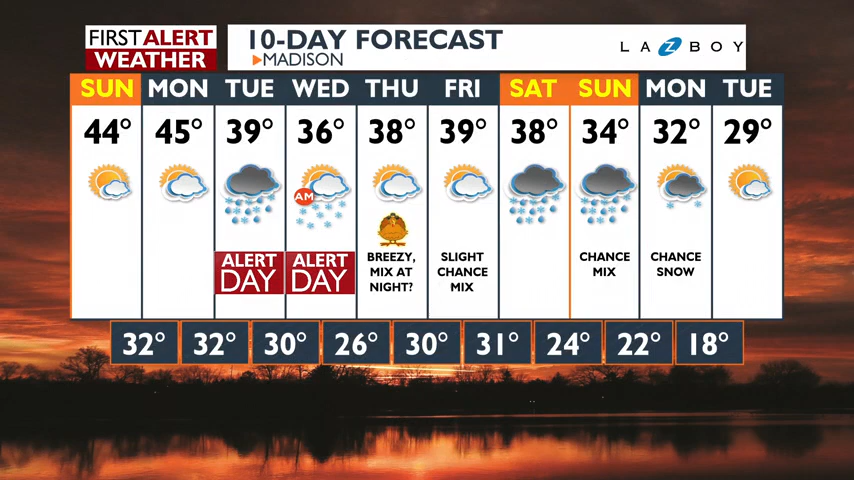 FIRST ALERT
WEATHER
10-DAY FORECAST
MADISON
LAZBOY
SUN MON TUE WED THU FRI SAT SUN MON TUE
44° 45° 39° 36° 38° 39° 38° 34° 32° 29°
AM
ALERT
DAY
ALERT
DAY
BREEZY,
MIX AT
NIGHT?
SLIGHT
CHANCE
MIX
CHANCE
MIX
CHANCE
SNOW
32° 32° 30° 26° 30° 31° 24° 22° 18°